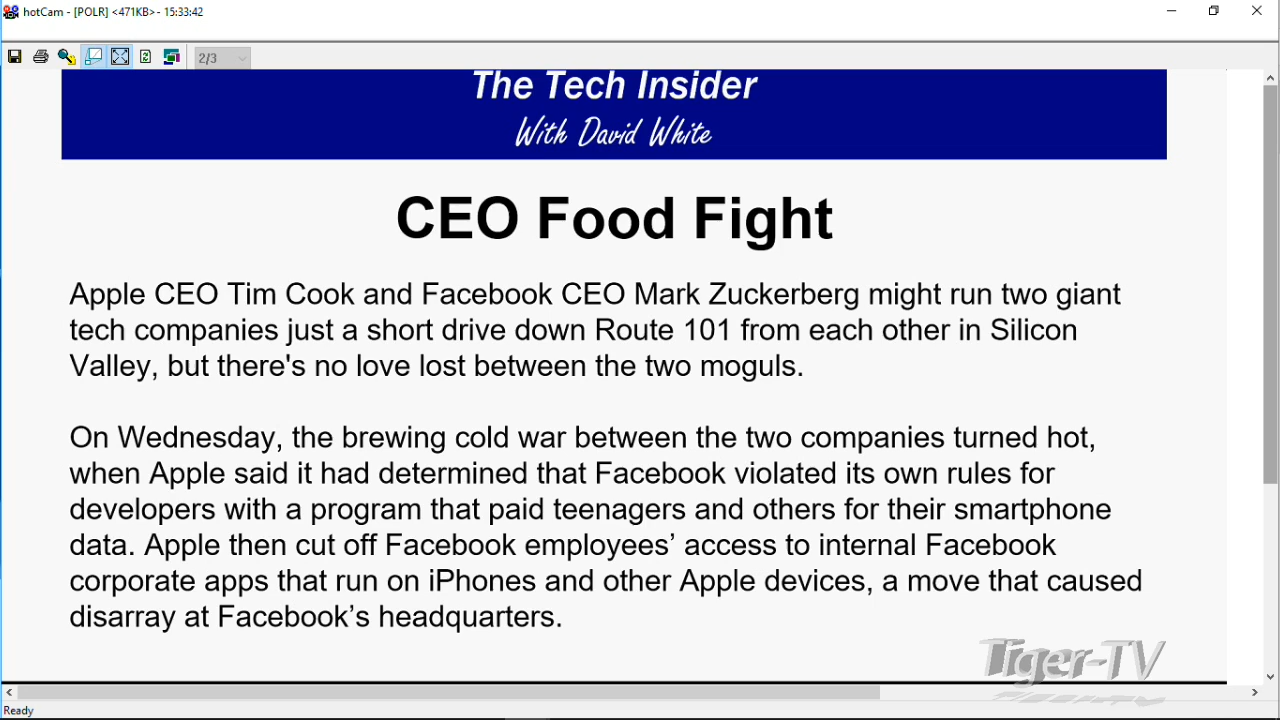 hotCam - [POLR] <471KB> - 15:33:42
2/3
The Tech Insider
With David White
CEO Food Fight
Apple CEO Tim Cook and Facebook CEO Mark Zuckerberg might run two giant
tech companies just a short drive down Route 101 from each other in Silicon
Valley, but there's no love lost between the two moguls.
On Wednesday, the brewing cold war between the two companies turned hot,
when Apple said it had determined that Facebook violated its own rules for
developers with a program that paid teenagers and others for their smartphone
data. Apple then cut off Facebook employees’ access to internal Facebook
corporate apps that run on iPhones and other Apple devices, a move that caused
disarray at Facebook’s headquarters.
Tiger-TV
Ready